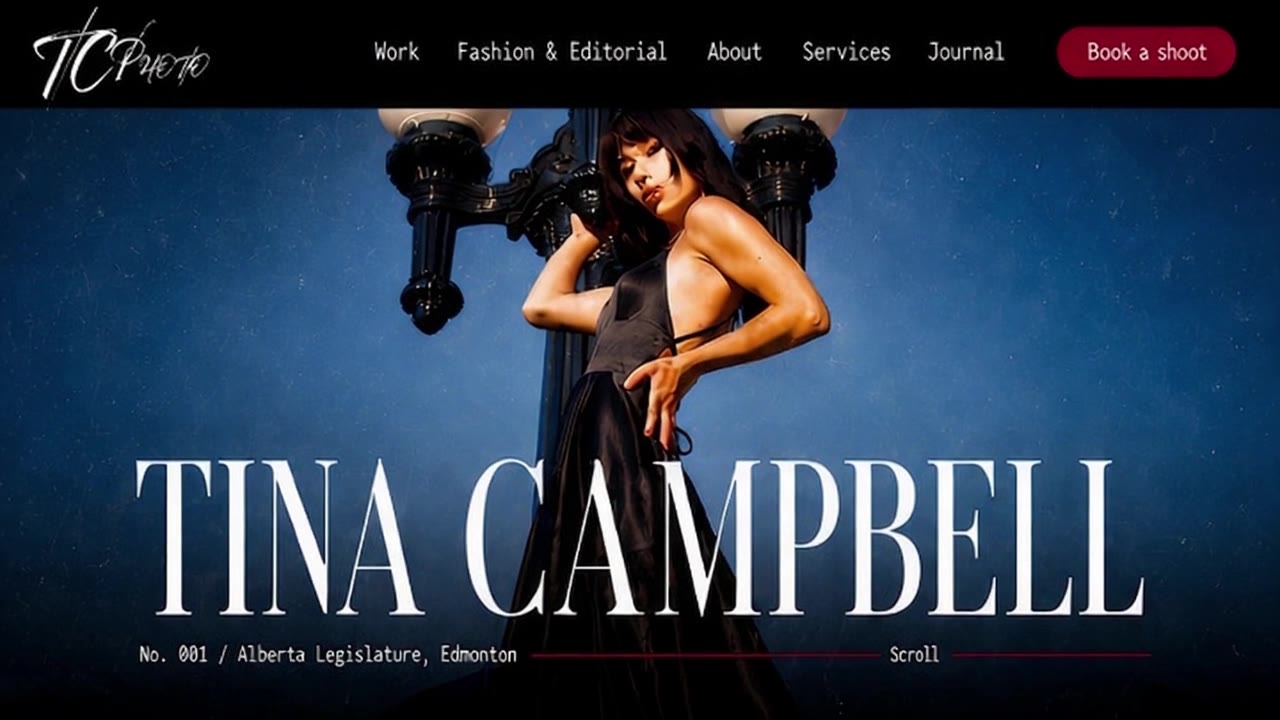 TCPhoto
Work Fashion & Editorial About Services Journal Book a shoot
TINA CAMPBELL
No. 001 / Alberta Legislature, Edmonton Scroll